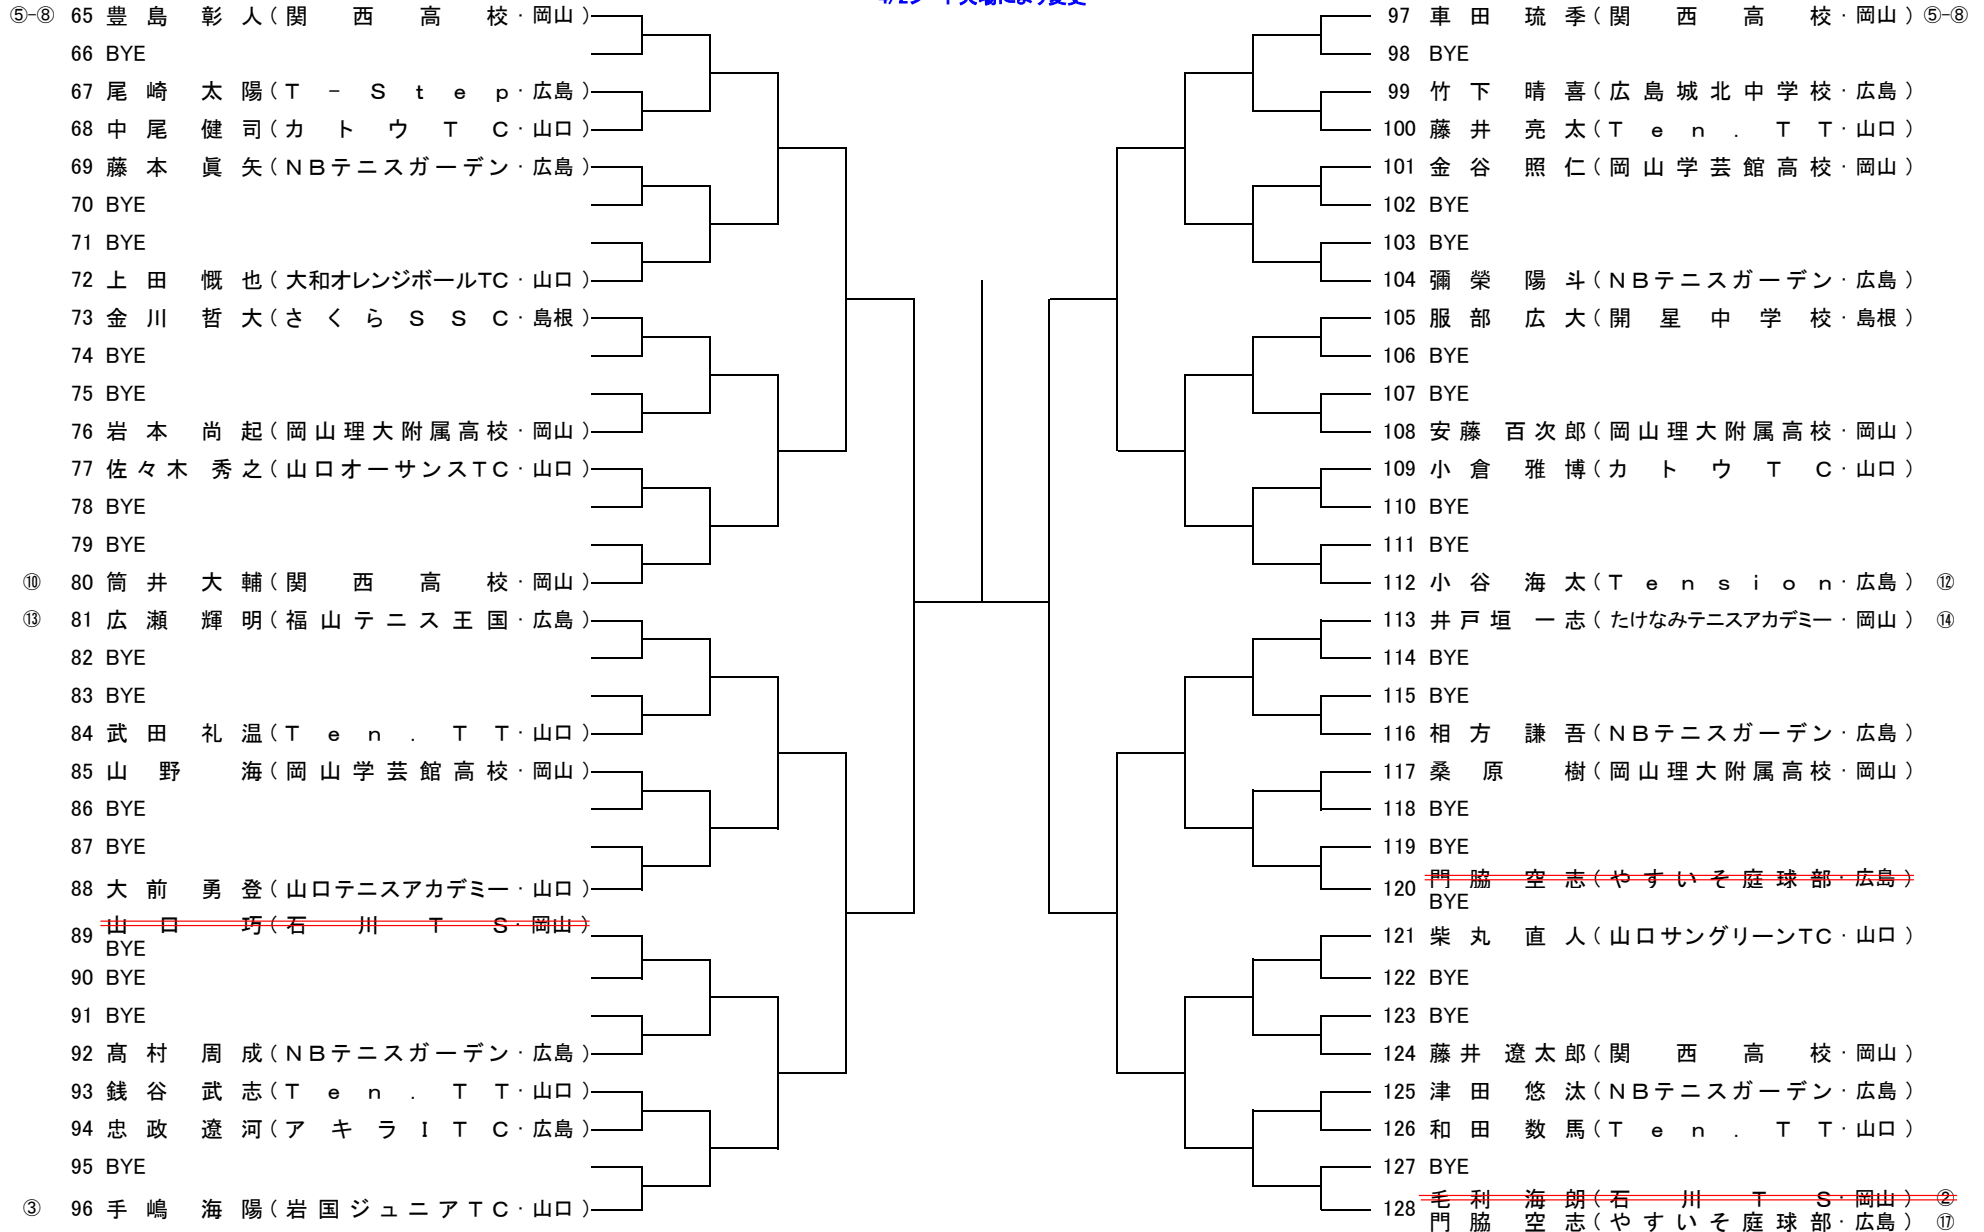 4/2シード欠場により変更
⑤-⑧ 65 豊島 彰人(関西高校・岡山)
66 BYE
67 尾崎 太陽(T-Step・広島)
68 中尾 健司(カトウTC・山口)
69 藤本 眞矢(NBテニスガーデン・広島)
70 BYE
71 BYE
72 上田 慨也(大和オレンジボールTC・山口)
73 金川 哲大(さくらSSC・島根)
74 BYE
75 BYE
76 岩本 尚起(岡山理大附属高校・岡山)
77 佐々木 秀之(山口オーサンスTC・山口)
78 BYE
79 BYE
⑩ 80 筒井 大輔(関西高校・岡山)
⑬ 81 広瀬 輝明(福山テニス王国・広島)
82 BYE
83 BYE
84 武田 礼温(Ten.TT・山口)
85 山野 海(岡山学芸館高校・岡山)
86 BYE
87 BYE
88 大前 勇登(山口テニスアカデミー・山口)
山口 巧(石川TS・岡山)
89 BYE
90 BYE
91 BYE
92 髙村 周成(NBテニスガーデン・広島)
93 銭谷 武志(Ten.TT・山口)
94 忠政 遼河(アキラITC・広島)
95 BYE
③ 96 手嶋 海陽(岩国ジュニアTC・山口)
97 車田 琉季(関西高校・岡山) ⑤-⑧
98 BYE
99 竹下 晴喜(広島城北中学校・広島)
100 藤井 亮太(Ten.TT・山口)
101 金谷 照仁(岡山学芸館高校・岡山)
102 BYE
103 BYE
104 彌榮 陽斗(NBテニスガーデン・広島)
105 服部 広大(開星中学校・島根)
106 BYE
107 BYE
108 安藤 百次郎(岡山理大附属高校・岡山)
109 小倉 雅博(カトウTC・山口)
110 BYE
111 BYE
112 小谷 海太(Tension・広島) ⑫
113 井戸垣 一志(たけなみテニスアカデミー・岡山) ⑭
114 BYE
115 BYE
116 相方 謙吾(NBテニスガーデン・広島)
117 桑原 樹(岡山理大附属高校・岡山)
118 BYE
119 BYE
門脇 空志(やすいそ庭球部・広島)
120 BYE
121 柴丸 直人(山口サングリーンTC・山口)
122 BYE
123 BYE
124 藤井 遼太郎(関西高校・岡山)
125 津田 悠汰(NBテニスガーデン・広島)
126 和田 数馬(Ten.TT・山口)
127 BYE
毛利 海朗(石川TS・岡山) ②
128 門脇 空志(やすいそ庭球部・広島) ⑰